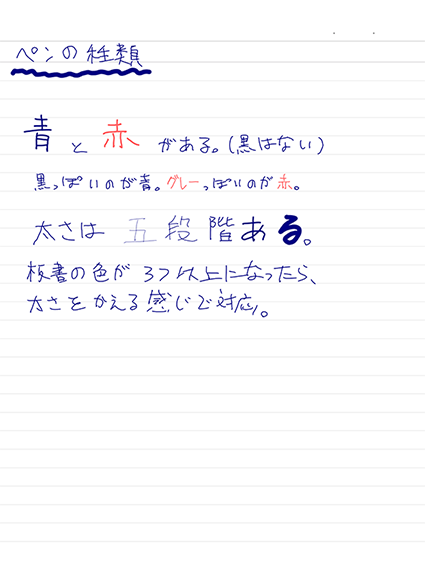 ペンの種類
青と赤がある。(黒はない)
黒っぽいのが青。グレーっぽいのが赤。
太さは五段階ある。
板書の色が3つ以上になったら、
太さをかえる感じで対応。